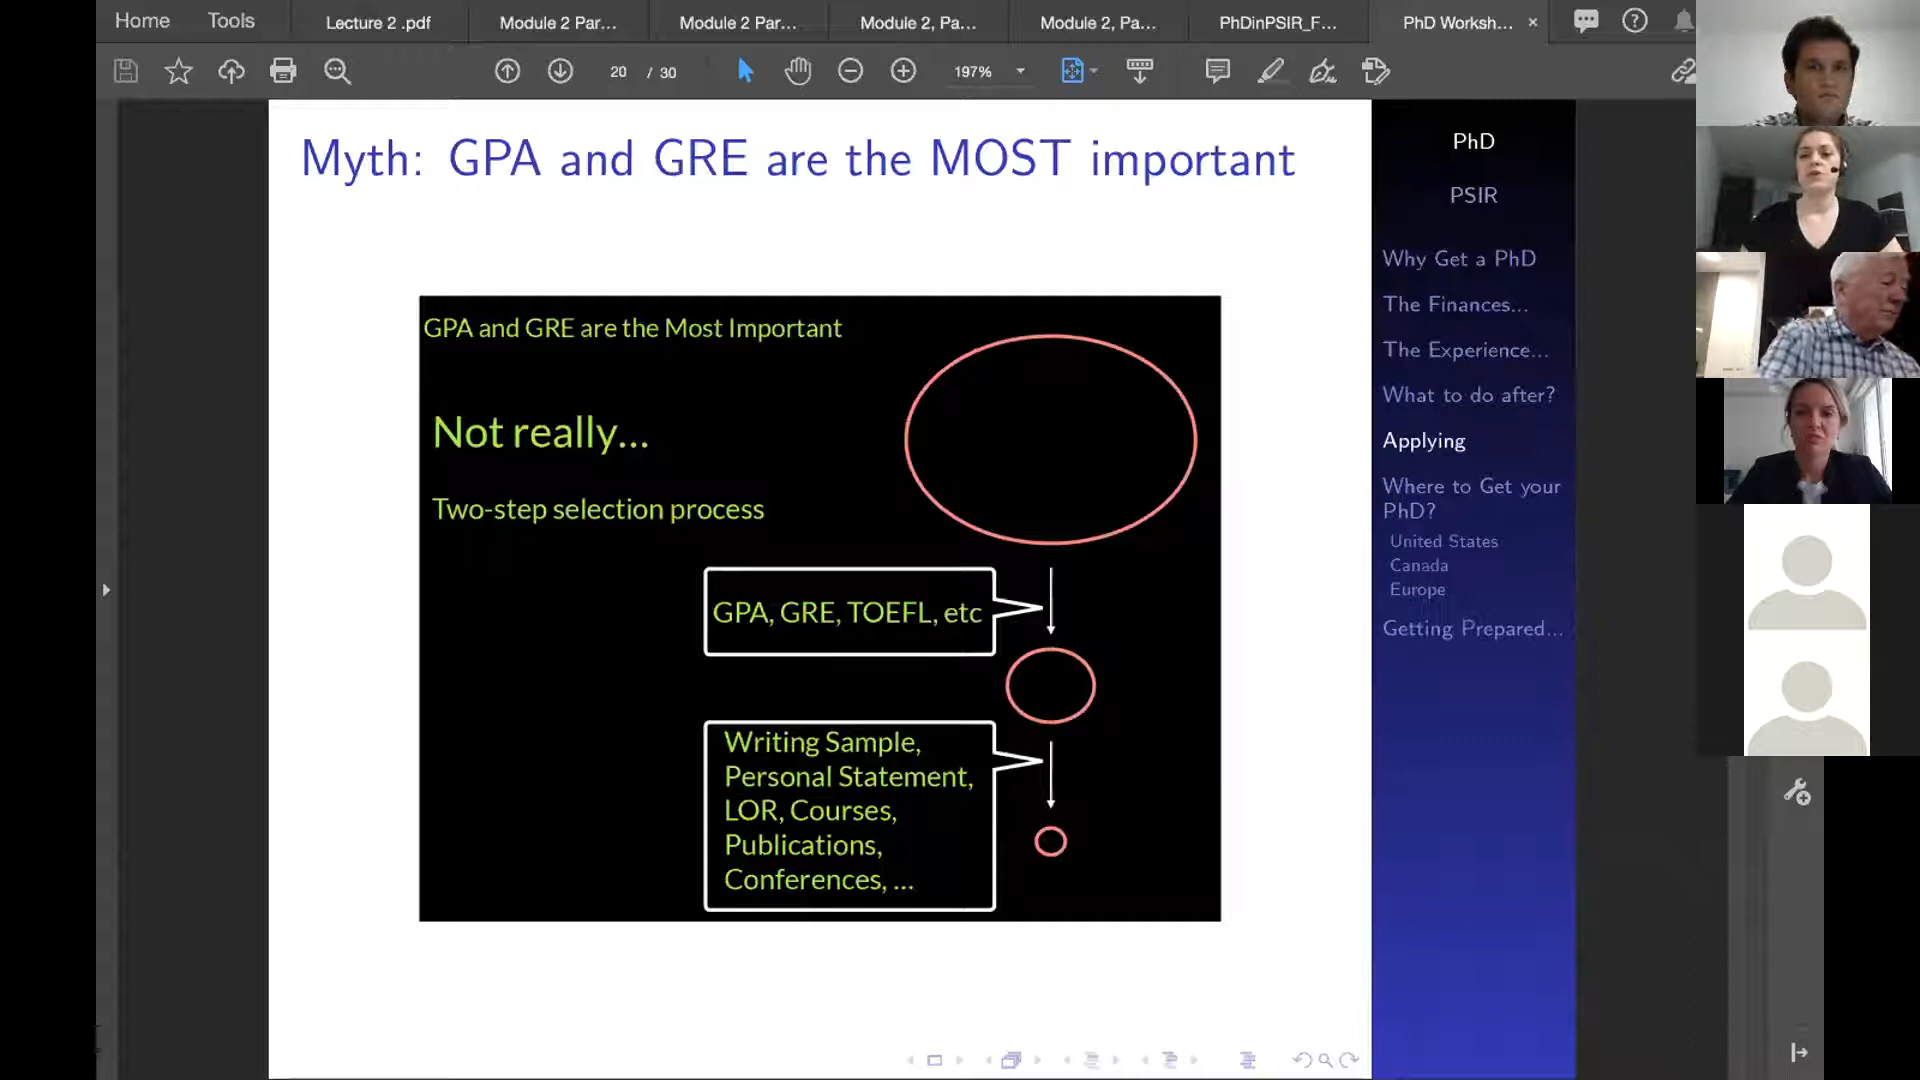 Home Tools Lecture 2 .pdf Module 2 Par... Module 2 Par... Module 2, Pa... Module 2, Pa... PhDinPSIR_F... PhD Worksh... ×
20 / 30 197%
Myth: GPA and GRE are the MOST important
GPA and GRE are the Most Important
Not really...
Two-step selection process
GPA, GRE, TOEFL, etc
Writing Sample,
Personal Statement,
LOR, Courses,
Publications,
Conferences, ...
PhD
PSIR
Why Get a PhD
The Finances...
The Experience...
What to do after?
Applying
Where to Get your
PhD?
United States
Canada
Europe
Getting Prepared...